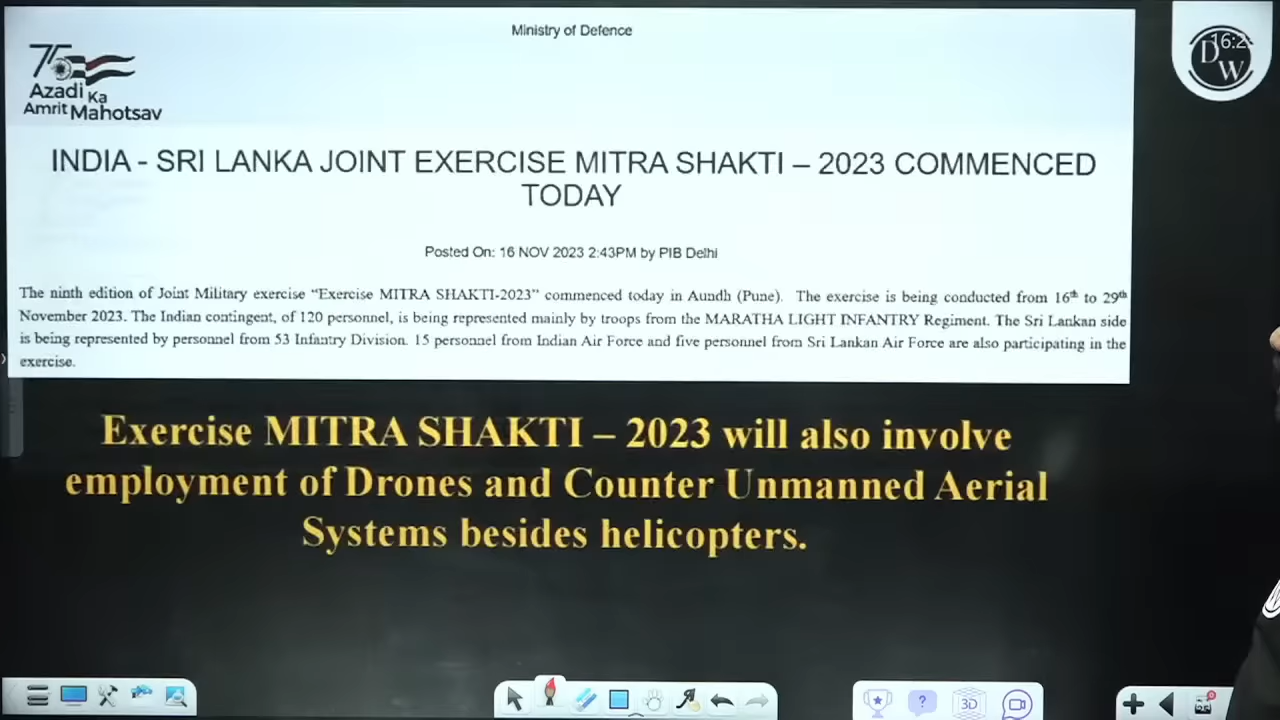 Ministry of Defence
75
Azadi Ka
Amrit Mahotsav
INDIA - SRI LANKA JOINT EXERCISE MITRA SHAKTI – 2023 COMMENCED
TODAY
Posted On: 16 NOV 2023 2:43PM by PIB Delhi
The ninth edition of Joint Military exercise “Exercise MITRA SHAKTI-2023” commenced today in Aundh (Pune). The exercise is being conducted from 16th to 29th
November 2023. The Indian contingent, of 120 personnel, is being represented mainly by troops from the MARATHA LIGHT INFANTRY Regiment. The Sri Lankan side
is being represented by personnel from 53 Infantry Division. 15 personnel from Indian Air Force and five personnel from Sri Lankan Air Force are also participating in the
exercise.
Exercise MITRA SHAKTI – 2023 will also involve
employment of Drones and Counter Unmanned Aerial
Systems besides helicopters.
DW
3D